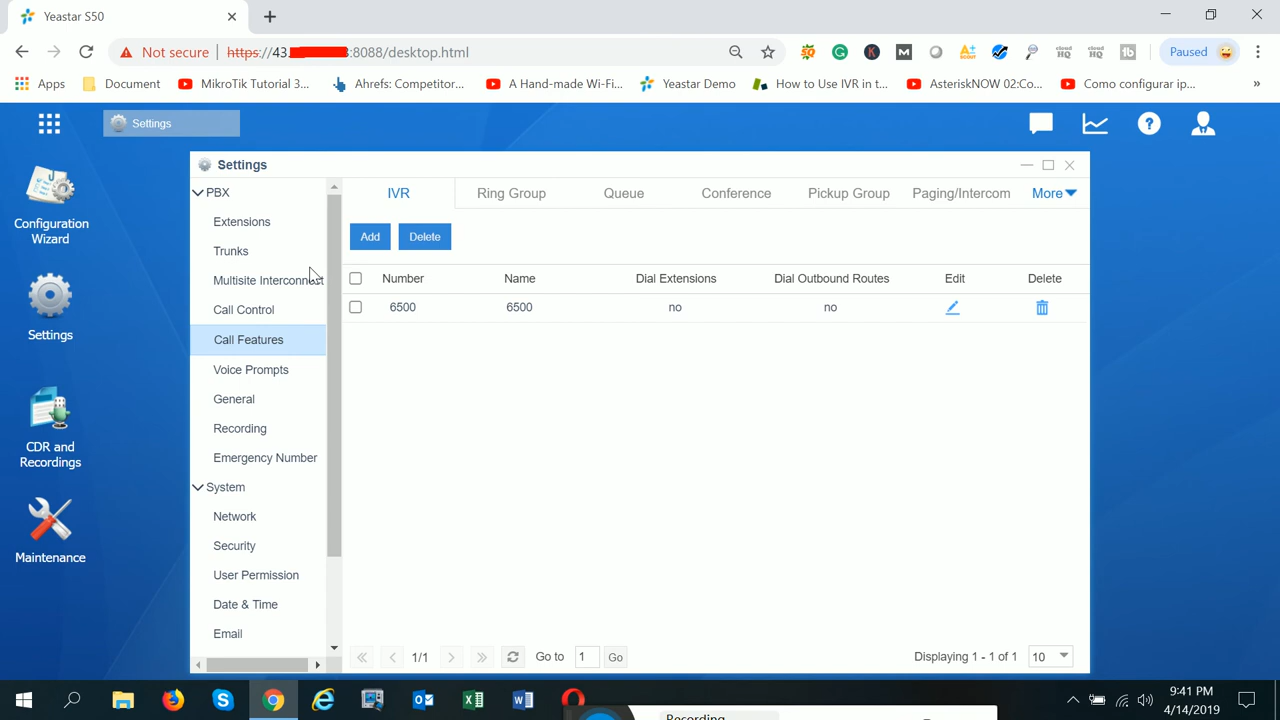 Yeastar S50
Not secure https://43. :8088/desktop.html Paused
Apps Document MikroTik Tutorial 3... Ahrefs: Competitor... A Hand-made Wi-Fi... Yeastar Demo How to Use IVR in t... AsteriskNOW 02:Co... Como configurar ip... »
Settings
Configuration
Wizard
Settings
CDR and
Recordings
Maintenance
Settings
PBX
Extensions
Trunks
Multisite Interconnect
Call Control
Call Features
Voice Prompts
General
Recording
Emergency Number
System
Network
Security
User Permission
Date & Time
Email
IVR Ring Group Queue Conference Pickup Group Paging/Intercom More
Add Delete
Number Name Dial Extensions Dial Outbound Routes Edit Delete
6500 6500 no no
1/1 Go to 1 Go Displaying 1 - 1 of 1 10
9:41 PM
4/14/2019
Recording